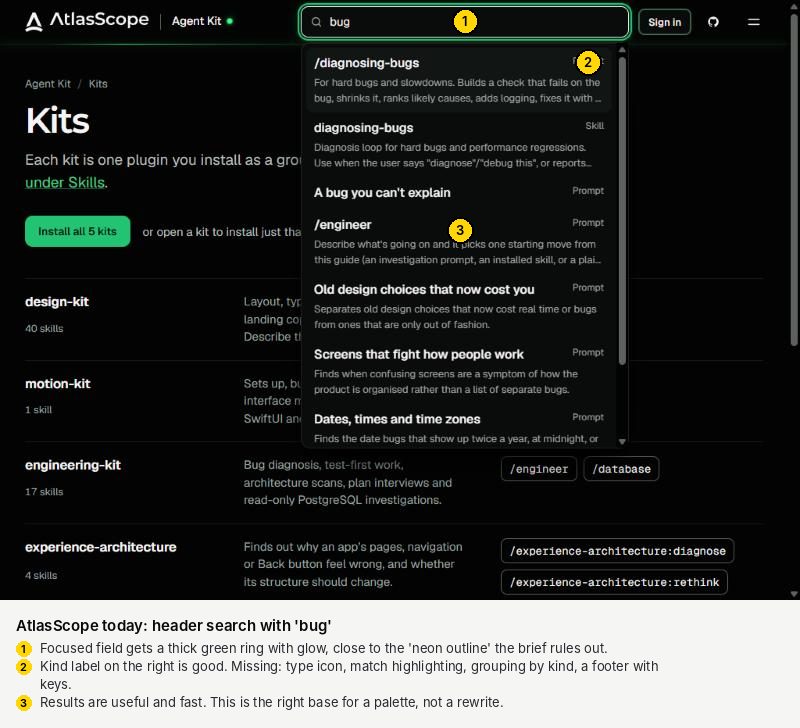 AtlasScope
Agent Kit
bug
1
Sign in
/diagnosing-bugs
2
For hard bugs and slowdowns. Builds a check that fails on the
bug, shrinks it, ranks likely causes, adds logging, fixes it with ...
Agent Kit / Kits
Kits
diagnosing-bugs
Skill
Diagnosis loop for hard bugs and performance regressions.
Use when the user says "diagnose"/"debug this", or reports...
Each kit is one plugin you install as a
under Skills.
A bug you can't explain
Prompt
/engineer
Prompt
3
Describe what's going on and it picks one starting move from
this guide (an investigation prompt, an installed skill, or a plai...
Install all 5 kits
or open a kit to install just
Old design choices that now cost you
Prompt
Separates old design choices that now cost real time or bugs
from ones that are only out of fashion.
design-kit
40 skills
Layout,
landing
Describe
Screens that fight how people work
Prompt
Finds when confusing screens are a symptom of how the
product is organised rather than a list of separate bugs.
motion-kit
1 skill
Sets up,
interface
SwiftUI
Dates, times and time zones
Prompt
Finds the date bugs that show up twice a year, at midnight, or
engineering-kit
17 skills
Bug diagnosis, test-first work,
architecture scans, plan interviews and
read-only PostgreSQL investigations.
/engineer
/database
experience-architecture
4 skills
Finds out why an app's pages, navigation
or Back button feel wrong, and whether
its structure should change.
/experience-architecture:diagnose
/experience-architecture:rethink
AtlasScope today: header search with 'bug'
1 Focused field gets a thick green ring with glow, close to the 'neon outline' the brief rules out.
2 Kind label on the right is good. Missing: type icon, match highlighting, grouping by kind, a footer with
keys.
3 Results are useful and fast. This is the right base for a palette, not a rewrite.